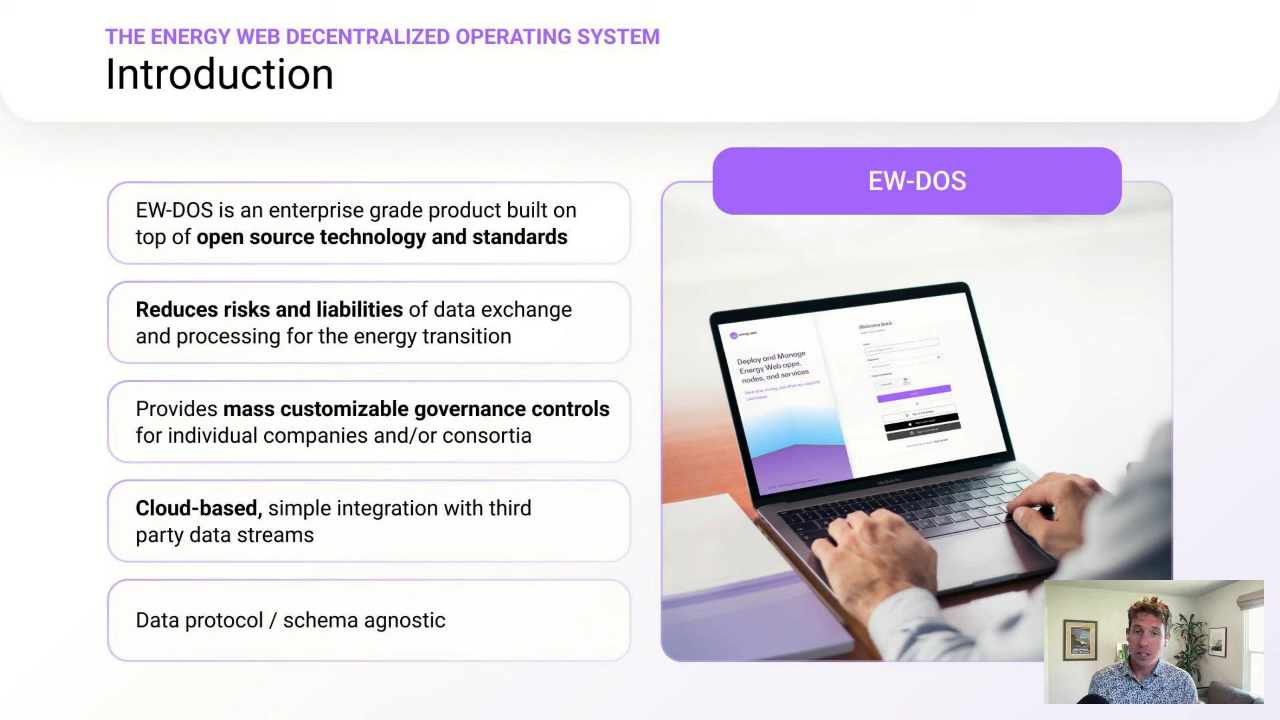 THE ENERGY WEB DECENTRALIZED OPERATING SYSTEM
Introduction
EW-DOS is an enterprise grade product built on
top of open source technology and standards
Reduces risks and liabilities of data exchange
and processing for the energy transition
Provides mass customizable governance controls
for individual companies and/or consortia
Cloud-based, simple integration with third
party data streams
Data protocol / schema agnostic
EW-DOS
energy web
Deploy and Manage
Energy Web apps,
nodes, and services
Welcome back